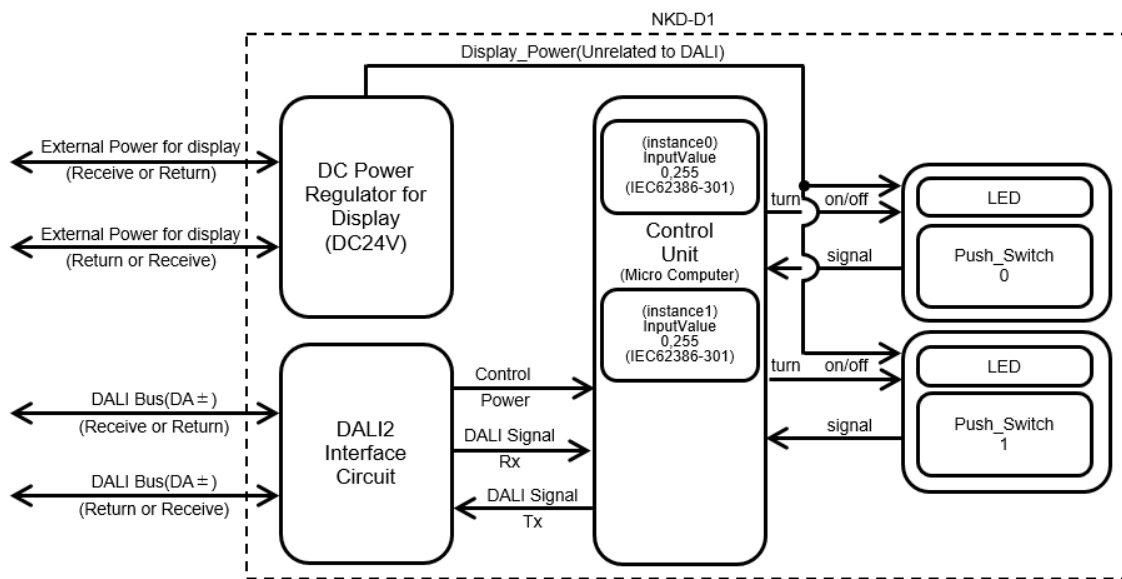 NKD-D1
Display_Power(Unrelated to DALI)
External Power for display
(Receive or Return)
External Power for display
(Return or Receive)
DC Power
Regulator for
Display
(DC24V)
(instance0)
InputValue
0,255
(IEC62386-301)
Control
Unit
(Micro Computer)
(instance1)
InputValue
0,255
(IEC62386-301)
turn on/off
signal
LED
Push_Switch
0
turn on/off
signal
LED
Push_Switch
1
DALI Bus(DA±)
(Receive or Return)
DALI Bus(DA±)
(Return or Receive)
DALI2
Interface
Circuit
Control
Power
DALI Signal
Rx
DALI Signal
Tx